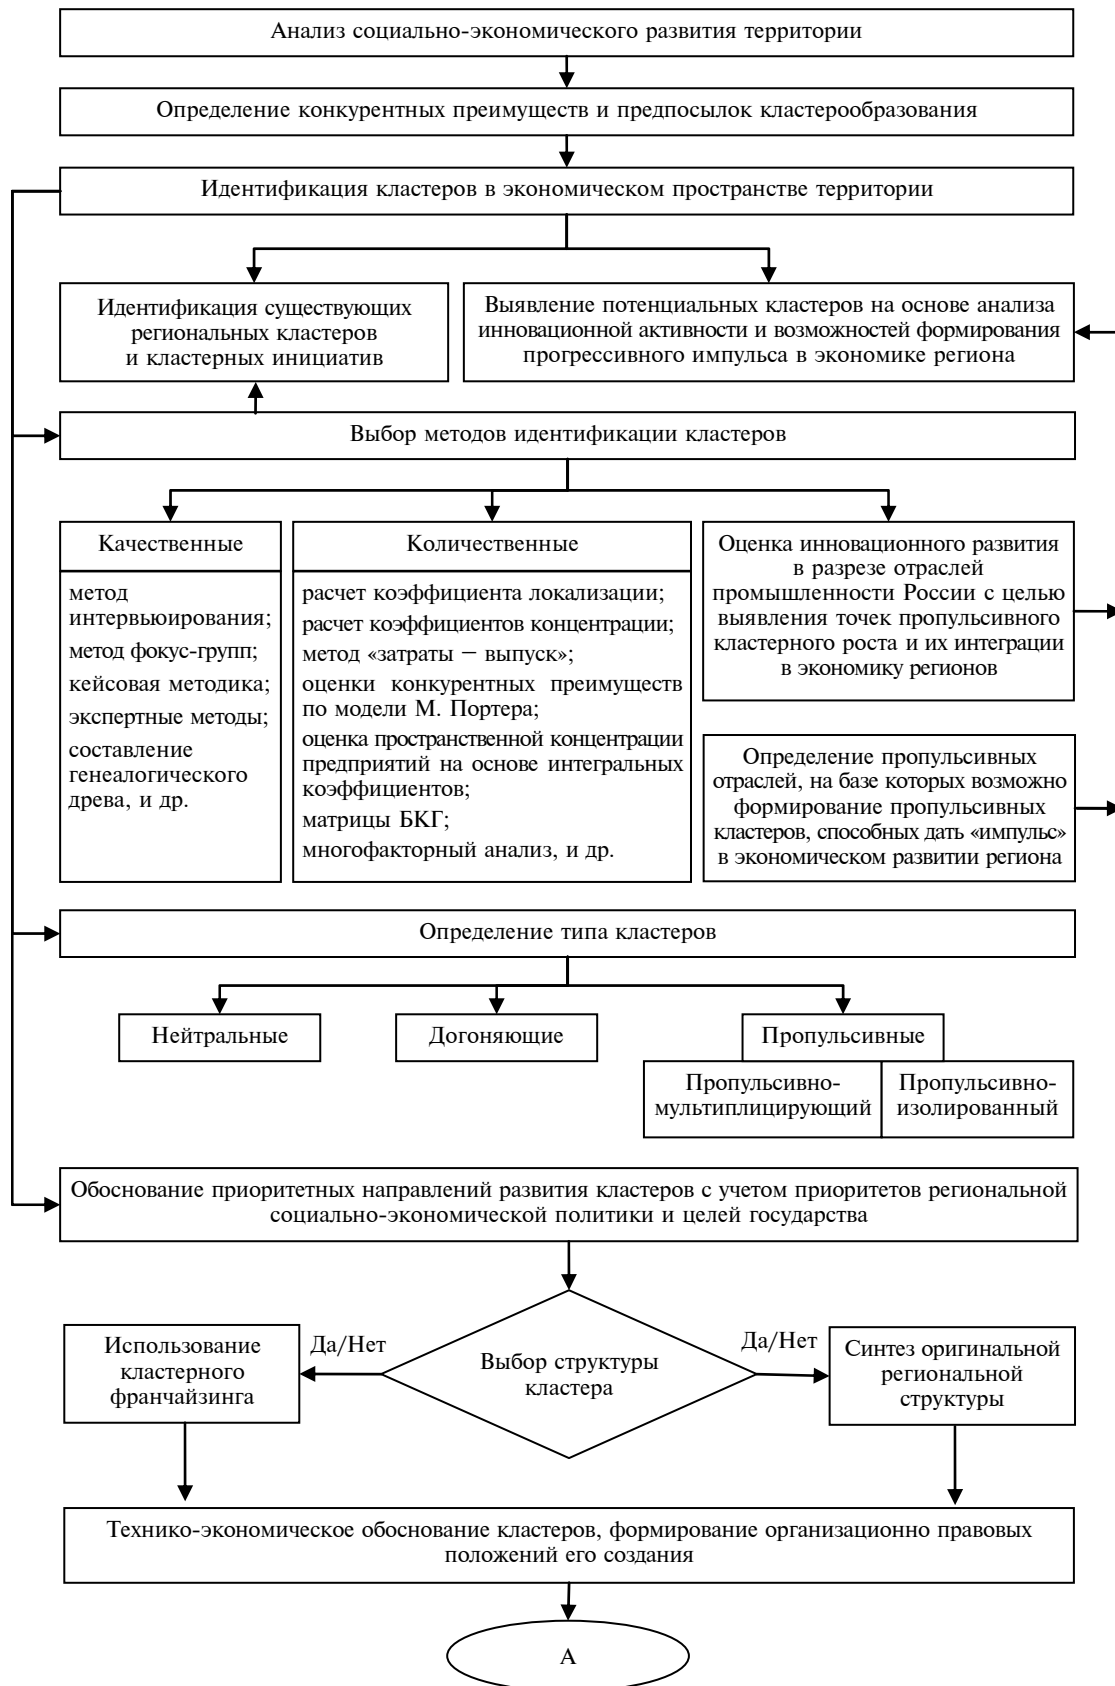 Анализ социально-экономического развития территории
Определение конкурентных преимуществ и предпосылок кластерообразования
Идентификация кластеров в экономическом пространстве территории
Идентификация существующих
региональных кластеров
и кластерных инициатив
Выявление потенциальных кластеров на основе анализа
инновационной активности и возможностей формирования
прогрессивного импульса в экономике региона
Выбор методов идентификации кластеров
Качественные
метод
интервьюирования;
метод фокус-групп;
кейсовая методика;
экспертные методы;
составление
генеалогического
древа, и др.
Количественные
расчет коэффициента локализации;
расчет коэффициентов концентрации;
метод «затраты – выпуск»;
оценки конкурентных преимуществ
по модели М. Портера;
оценка пространственной концентрации
предприятий на основе интегральных
коэффициентов;
матрицы БКГ;
многофакторный анализ, и др.
Оценка инновационного развития
в разрезе отраслей
промышленности России с целью
выявления точек пропульсивного
кластерного роста и их интеграции
в экономику регионов
Определение пропульсивных
отраслей, на базе которых возможно
формирование пропульсивных
кластеров, способных дать «импульс»
в экономическом развитии региона
Определение типа кластеров
Нейтральные
Догоняющие
Пропульсивные
Пропульсивно-
мультиплицирующий
Пропульсивно-
изолированный
Обоснование приоритетных направлений развития кластеров с учетом приоритетов региональной
социально-экономической политики и целей государства
Использование
кластерного
франчайзинга
Да/Нет
Выбор структуры
кластера
Да/Нет
Синтез оригинальной
региональной
структуры
Технико-экономическое обоснование кластеров, формирование организационно правовых
положений его создания
А